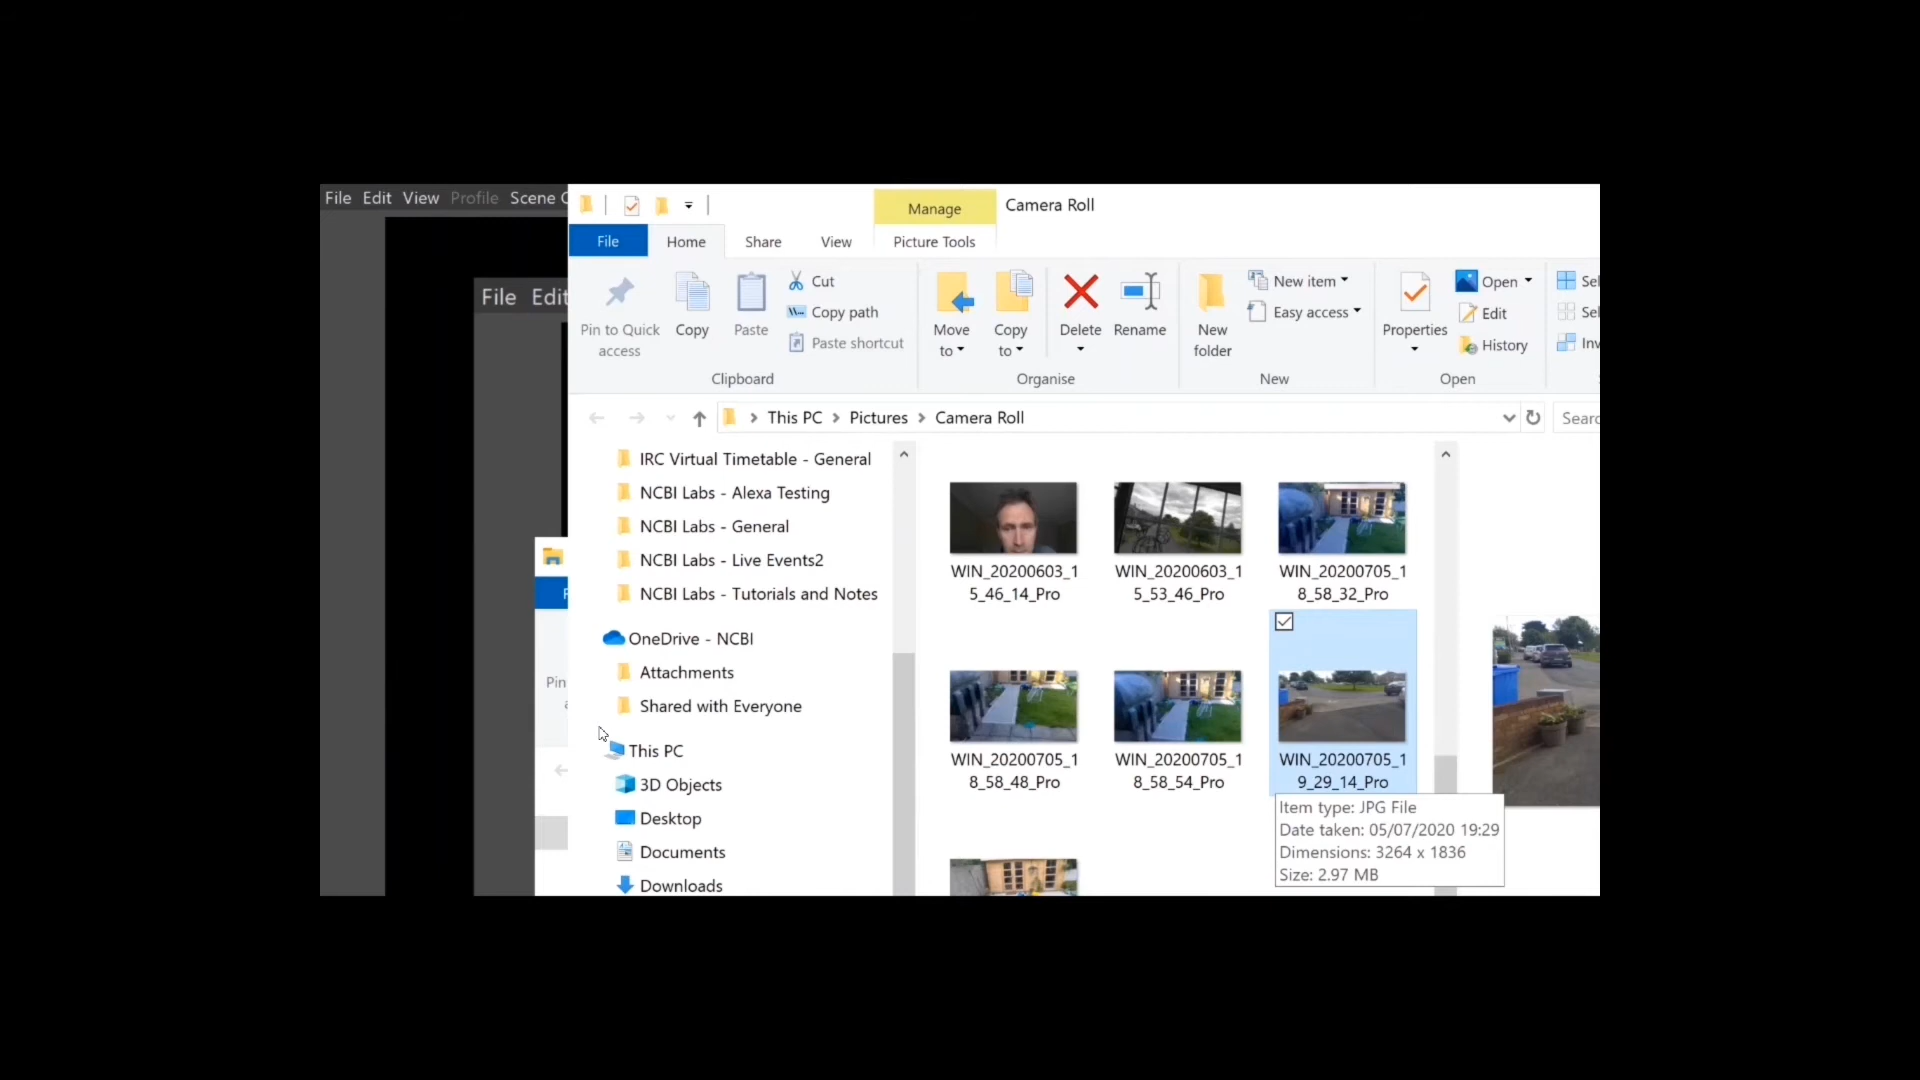 File Edit View Profile Scene C
Manage
Camera Roll
File
Home
Share
View
Picture Tools
File Edit
Pin to Quick
access
Copy
Paste
Cut
Copy path
Paste shortcut
Clipboard
Move
to
Copy
to
Delete
Rename
Organise
New
folder
New item
Easy access
New
Properties
Open
Edit
History
Open
Sel
Sel
Inv
This PC
Pictures
Camera Roll
Searc
IRC Virtual Timetable - General
NCBI Labs - Alexa Testing
NCBI Labs - General
NCBI Labs - Live Events2
NCBI Labs - Tutorials and Notes
OneDrive - NCBI
Attachments
Shared with Everyone
This PC
3D Objects
Desktop
Documents
Downloads
Pin
WIN_20200603_1
5_46_14_Pro
WIN_20200603_1
5_53_46_Pro
WIN_20200705_1
8_58_32_Pro
WIN_20200705_1
8_58_48_Pro
WIN_20200705_1
8_58_54_Pro
WIN_20200705_1
9_29_14_Pro
Item type: JPG File
Date taken: 05/07/2020 19:29
Dimensions: 3264 x 1836
Size: 2.97 MB